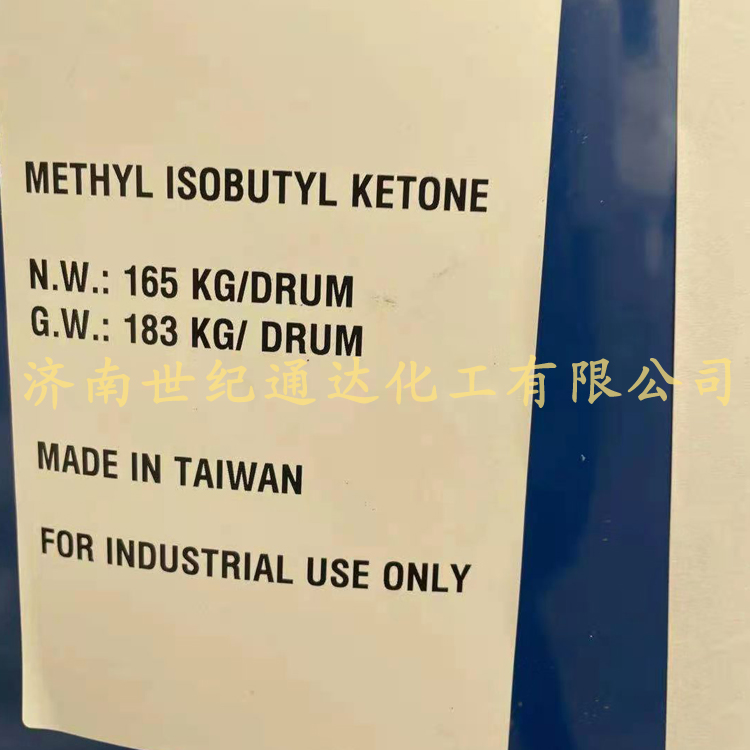 METHYL ISOBUTYL KETONE
N.W.: 165 KG/DRUM
G.W.: 183 KG/ DRUM
济南世纪通达化工有限公司
MADE IN TAIWAN
FOR INDUSTRIAL USE ONLY